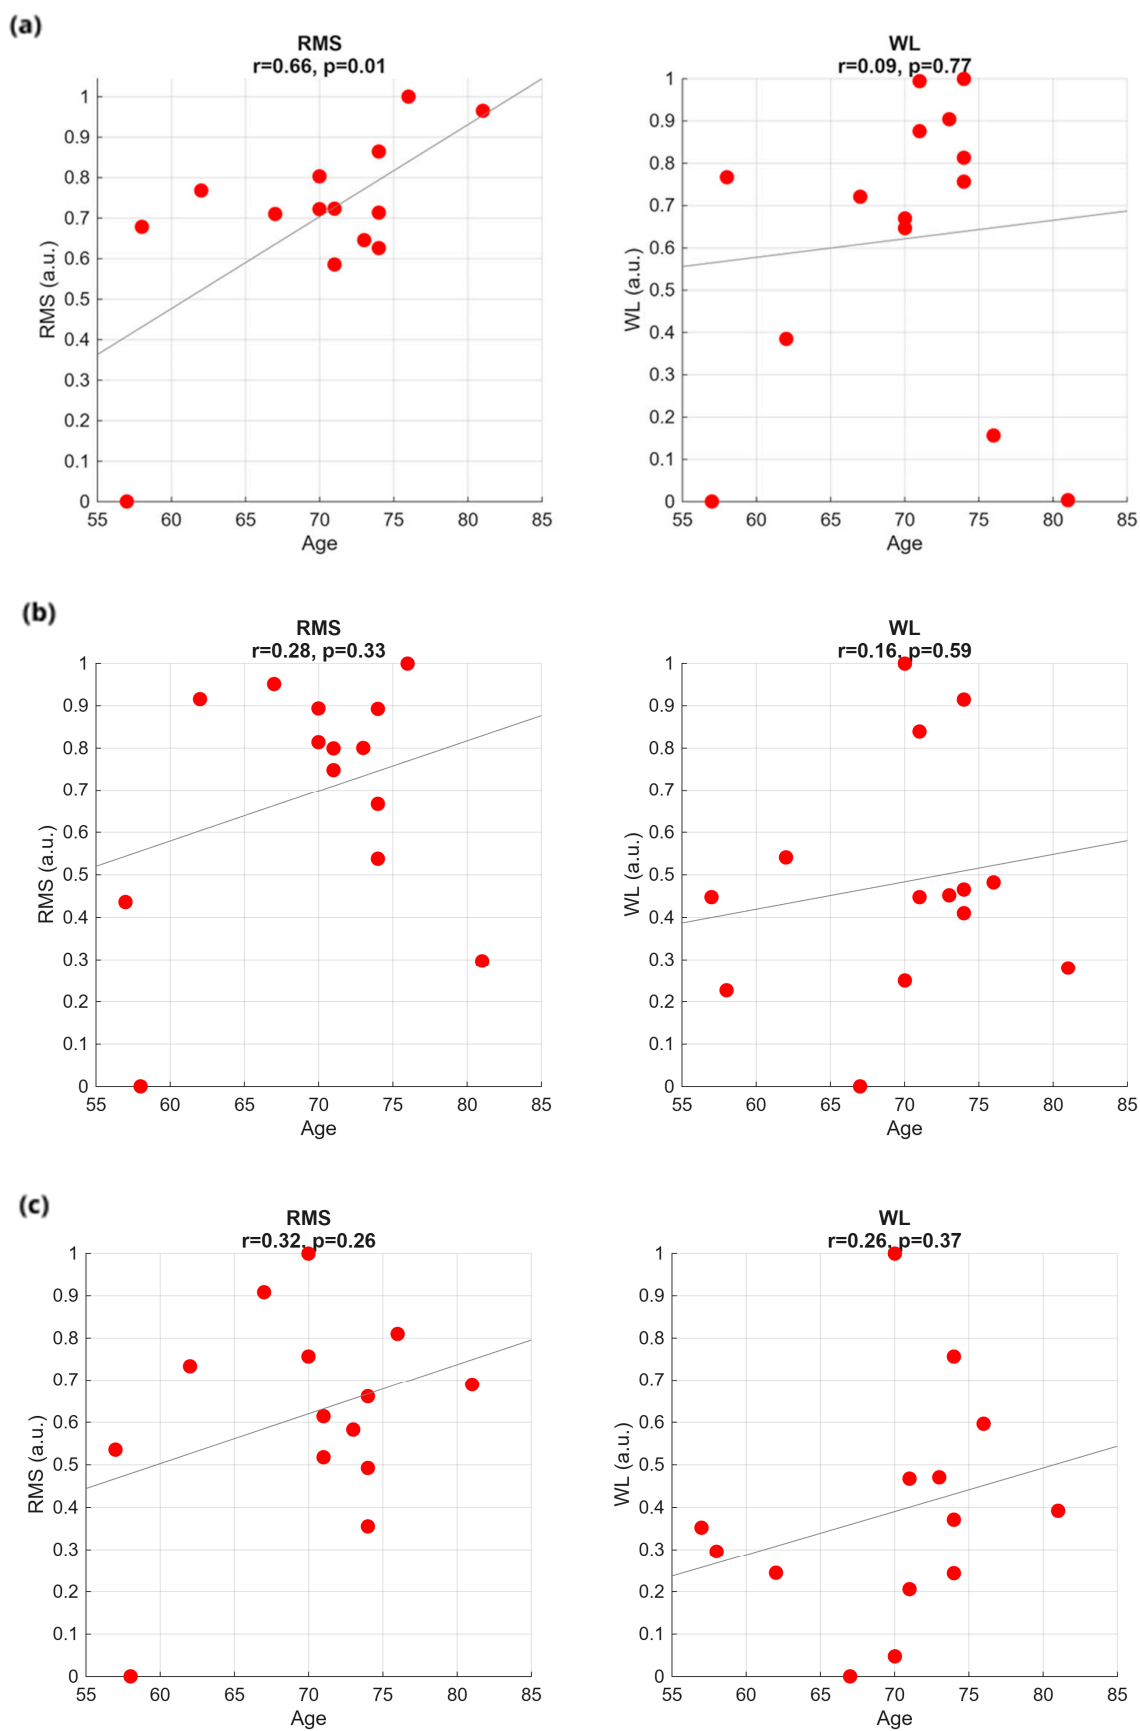 (a)
RMS
r=0.66, p=0.01
1
0.9
0.8
0.7
0.6
0.5
0.4
0.3
0.2
0.1
0
RMS (a.u.)
55 60 65 70 75 80 85
Age
WL
r=0.09, p=0.77
1
0.9
0.8
0.7
0.6
0.5
0.4
0.3
0.2
0.1
0
WL (a.u.)
55 60 65 70 75 80 85
Age
(b)
RMS
r=0.28, p=0.33
1
0.9
0.8
0.7
0.6
0.5
0.4
0.3
0.2
0.1
0
RMS (a.u.)
55 60 65 70 75 80 85
Age
WL
r=0.16, p=0.59
1
0.9
0.8
0.7
0.6
0.5
0.4
0.3
0.2
0.1
0
WL (a.u.)
55 60 65 70 75 80 85
Age
(c)
RMS
r=0.32, p=0.26
1
0.9
0.8
0.7
0.6
0.5
0.4
0.3
0.2
0.1
0
RMS (a.u.)
55 60 65 70 75 80 85
Age
WL
r=0.26, p=0.37
1
0.9
0.8
0.7
0.6
0.5
0.4
0.3
0.2
0.1
0
WL (a.u.)
55 60 65 70 75 80 85
Age